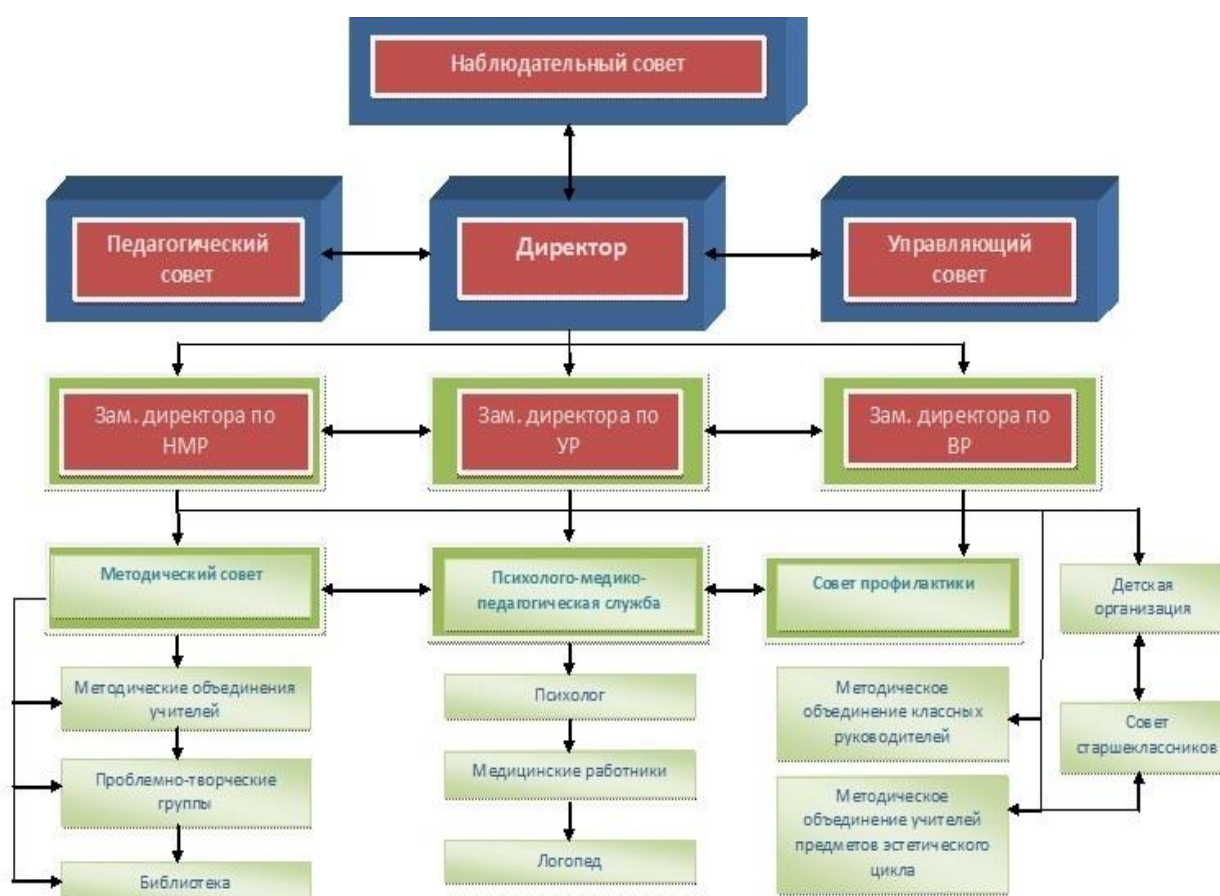 Наблюдательный совет
Педагогический
совет
Директор
Управляющий
совет
Зам. директора по
НМР
Зам. директора по
УР
Зам. директора по
ВР
Методический совет
Психолого-медико-
педагогическая служба
Совет профилактики
Детская
организация
Методические объединения
учителей
Психолог
Методическое
объединение классных
руководителей
Совет
старшеклассников
Проблемно-творческие
группы
Медицинские работники
Методическое
объединение учителей
предметов эстетического
цикла
Библиотека
Логопед